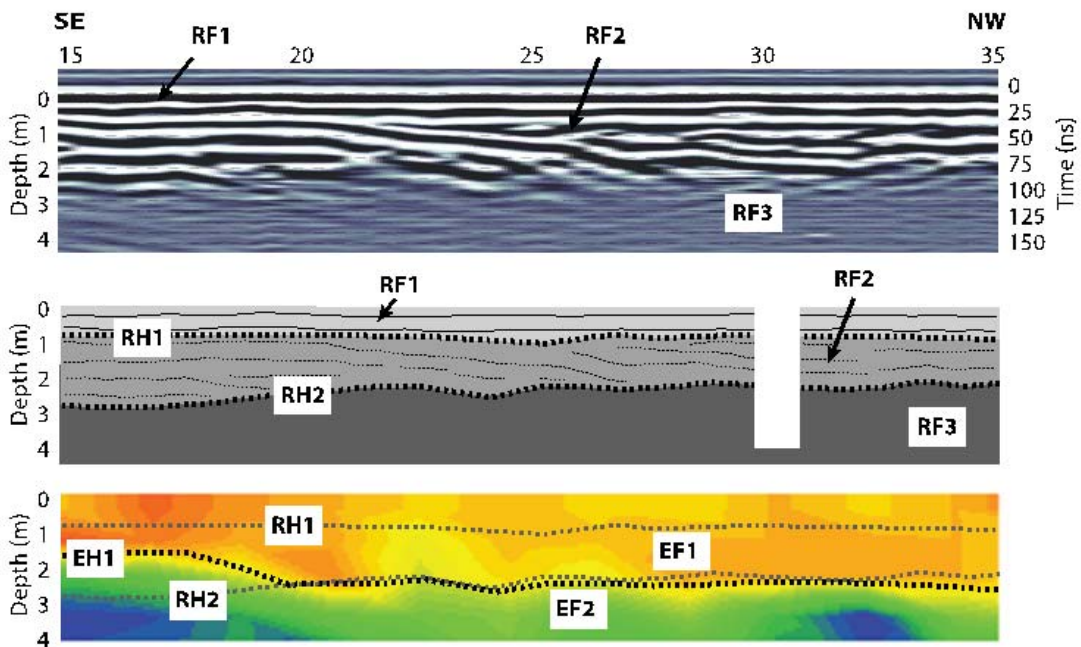 SE NW
RF1 RF2
15 20 25 30 35
Depth (m)
0
1
2
3
4
0
25
50
75
100
125
150
Time (ns)
RF3
RF1
RF2
Depth (m)
0
1
2
3
4
RH1
RH2
RF3
Depth (m)
0
1
2
3
4
RH1
EF1
EH1
RH2
EF2